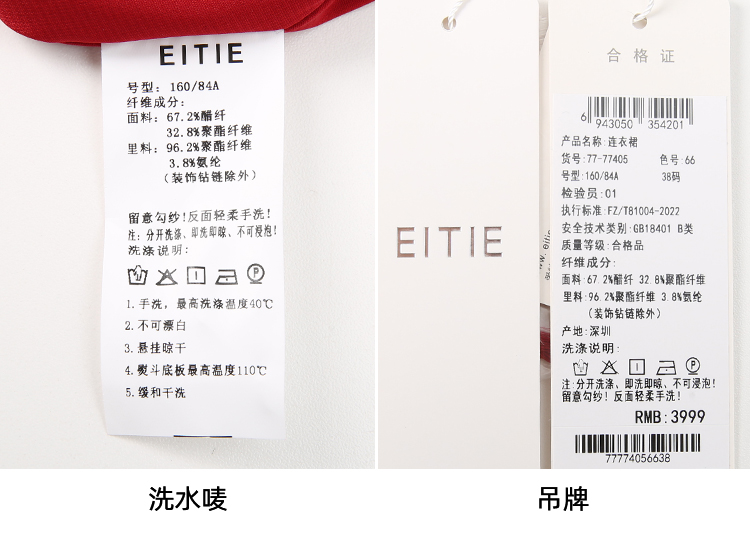 EITIE
号型：160/84A
纤维成分：
面料：67.2%醋纤
32.8%聚酯纤维
里料：96.2%聚酯纤维
3.8%氨纶
（装饰钻链除外）
留意勾纱！反面轻柔手洗！
注：分开洗涤、即洗即晾、不可浸泡！
洗涤说明：
1.手洗，最高洗涤温度40℃
2.不可漂白
3.悬挂晾干
4.熨斗底板最高温度110℃
5.缓和干洗
洗水唛
EITIE
合格证
6 943050 354201
产品名称：连衣裙
货号：77-77405 色号：66
号型：160/84A 38码
检验员：01
执行标准：FZ/T81004-2022
安全技术类别：GB18401 B类
质量等级：合格品
纤维成分：
面料：67.2%醋纤 32.8%聚酯纤维
里料：96.2%聚酯纤维 3.8%氨纶
（装饰钻链除外）
产地：深圳
洗涤说明：
注：分开洗涤、即洗即晾、不可浸泡！
留意勾纱！反面轻柔手洗！
RMB：3999
77774056638
吊牌